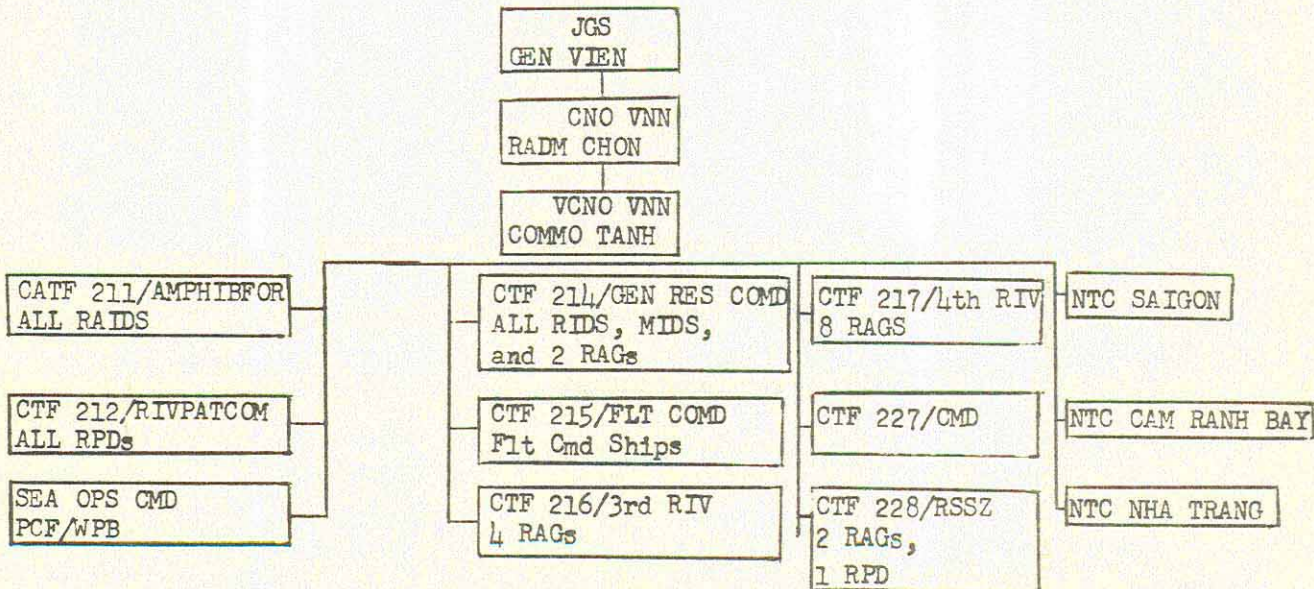 JGS
GEN VIEN
CNO VNN
RADM CHON
VCNO VNN
COMMO TANH
CATF 211/AMPHIBFOR
ALL RAIDS
CTF 212/RIVPATCOM
ALL RPDs
SEA OPS CMD
PCF/WPB
CTF 214/GEN RES COMD
ALL RIDS, MIDS,
and 2 RAGs
CTF 215/FLT COMD
Flt Cmd Ships
CTF 216/3rd RIV
4 RAGs
CTF 217/4th RIV
8 RAGS
CTF 227/CMD
CTF 228/RSSZ
2 RAGs,
1 RPD
NTC SAIGON
NTC CAM RANH BAY
NTC NHA TRANG